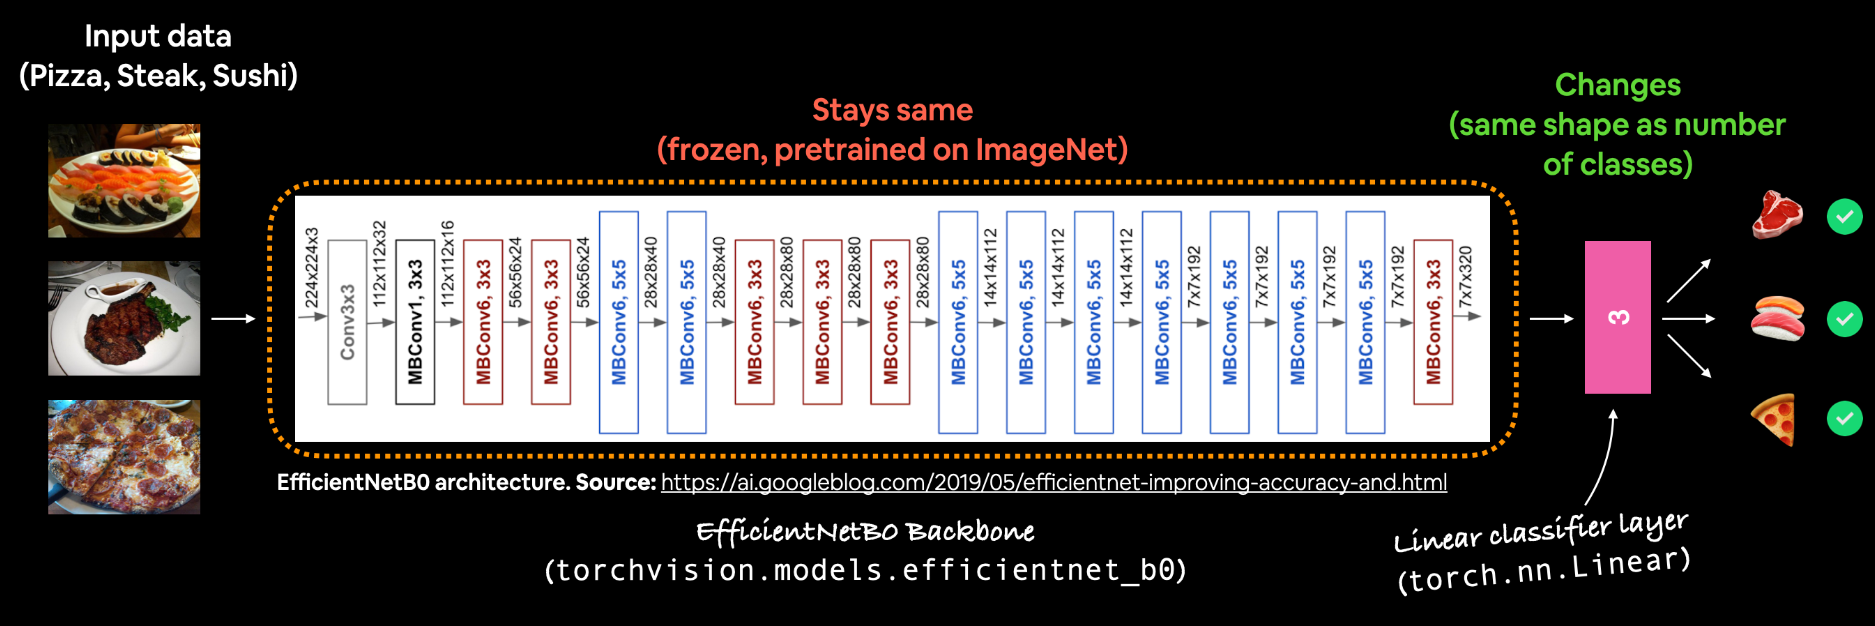 Input data
(Pizza, Steak, Sushi)
Stays same
(frozen, pretrained on ImageNet)
Changes
(same shape as number
of classes)
224x224x3
Conv3x3
112x112x32
MBConv1, 3x3
112x112x16
MBConv6, 3x3
56x56x24
MBConv6, 3x3
56x56x24
MBConv6, 5x5
28x28x40
MBConv6, 5x5
28x28x40
MBConv6, 3x3
28x28x80
MBConv6, 3x3
28x28x80
MBConv6, 3x3
28x28x80
MBConv6, 5x5
14x14x112
MBConv6, 5x5
14x14x112
MBConv6, 5x5
14x14x112
MBConv6, 5x5
7x7x192
MBConv6, 5x5
7x7x192
MBConv6, 5x5
7x7x192
MBConv6, 5x5
7x7x192
MBConv6, 3x3
7x7x320
3
EfficientNetB0 architecture. Source: https://ai.googleblog.com/2019/05/efficientnet-improving-accuracy-and.html
EfficientNetB0 Backbone
(torchvision.models.efficientnet_b0)
Linear classifier layer
(torch.nn.Linear)